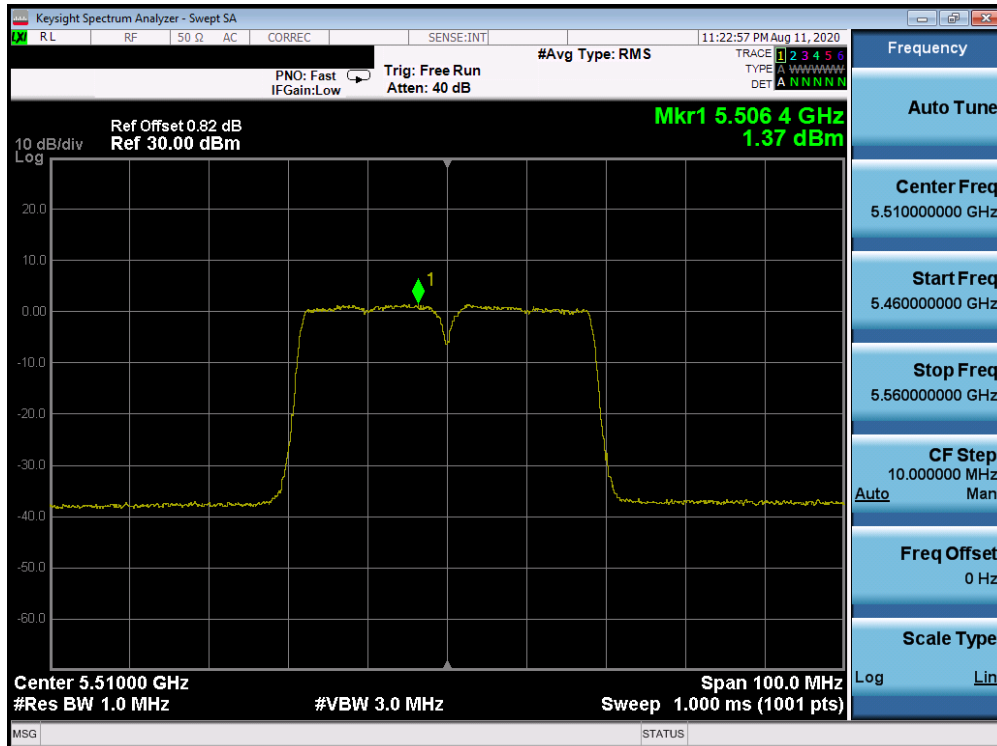 Keysight Spectrum Analyzer - Swept SA
LXI RL RF 50 Ω AC CORREC SENSE:INT 11:22:57 PM Aug 11, 2020
#Avg Type: RMS TRACE 1 2 3 4 5 6
PNO: Fast Trig: Free Run TYPE A WWWWW
IFGain:Low Atten: 40 dB DET A N N N N N
Frequency
Auto Tune
Center Freq
5.510000000 GHz
Start Freq
5.460000000 GHz
Stop Freq
5.560000000 GHz
CF Step
10.000000 MHz
Auto Man
Freq Offset
0 Hz
Scale Type
Log Lin
Mkr1 5.506 4 GHz
1.37 dBm
Ref Offset 0.82 dB
10 dB/div Ref 30.00 dBm
Log
20.0
10.0
1
0.00
-10.0
-20.0
-30.0
-40.0
-50.0
-60.0
Center 5.51000 GHz Span 100.0 MHz
#Res BW 1.0 MHz #VBW 3.0 MHz Sweep 1.000 ms (1001 pts)
MSG STATUS